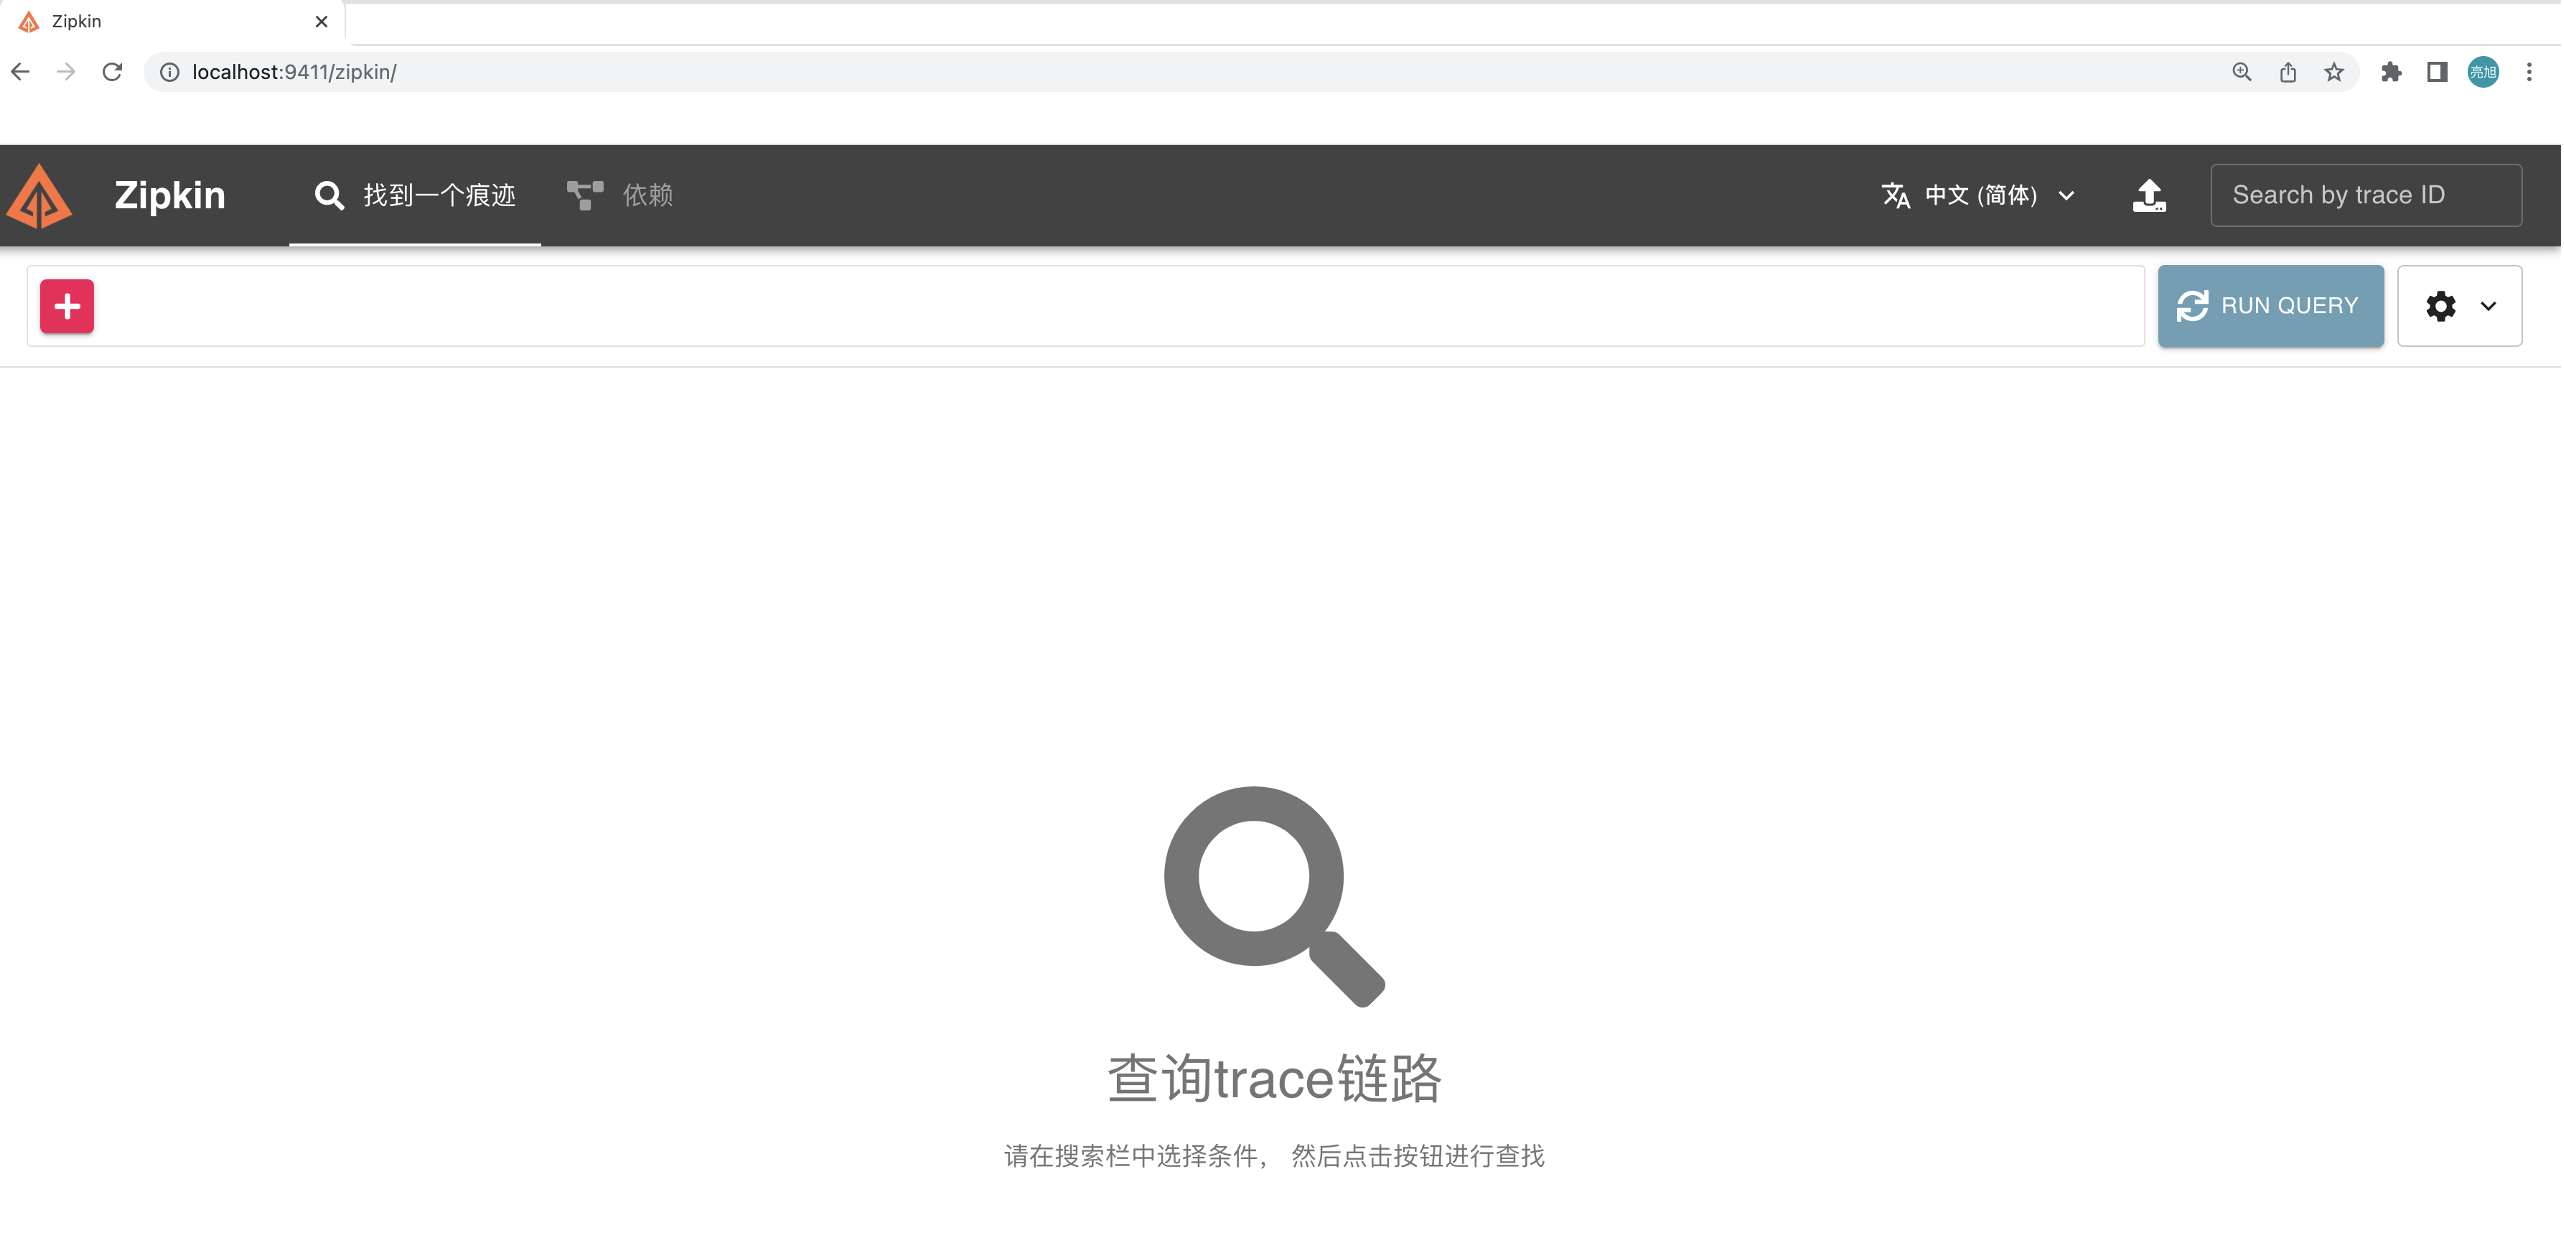 Zipkin
localhost:9411/zipkin/
亮旭
Zipkin
找到一个痕迹
依赖
中文 (简体)
Search by trace ID
RUN QUERY
查询trace链路
请在搜索栏中选择条件， 然后点击按钮进行查找